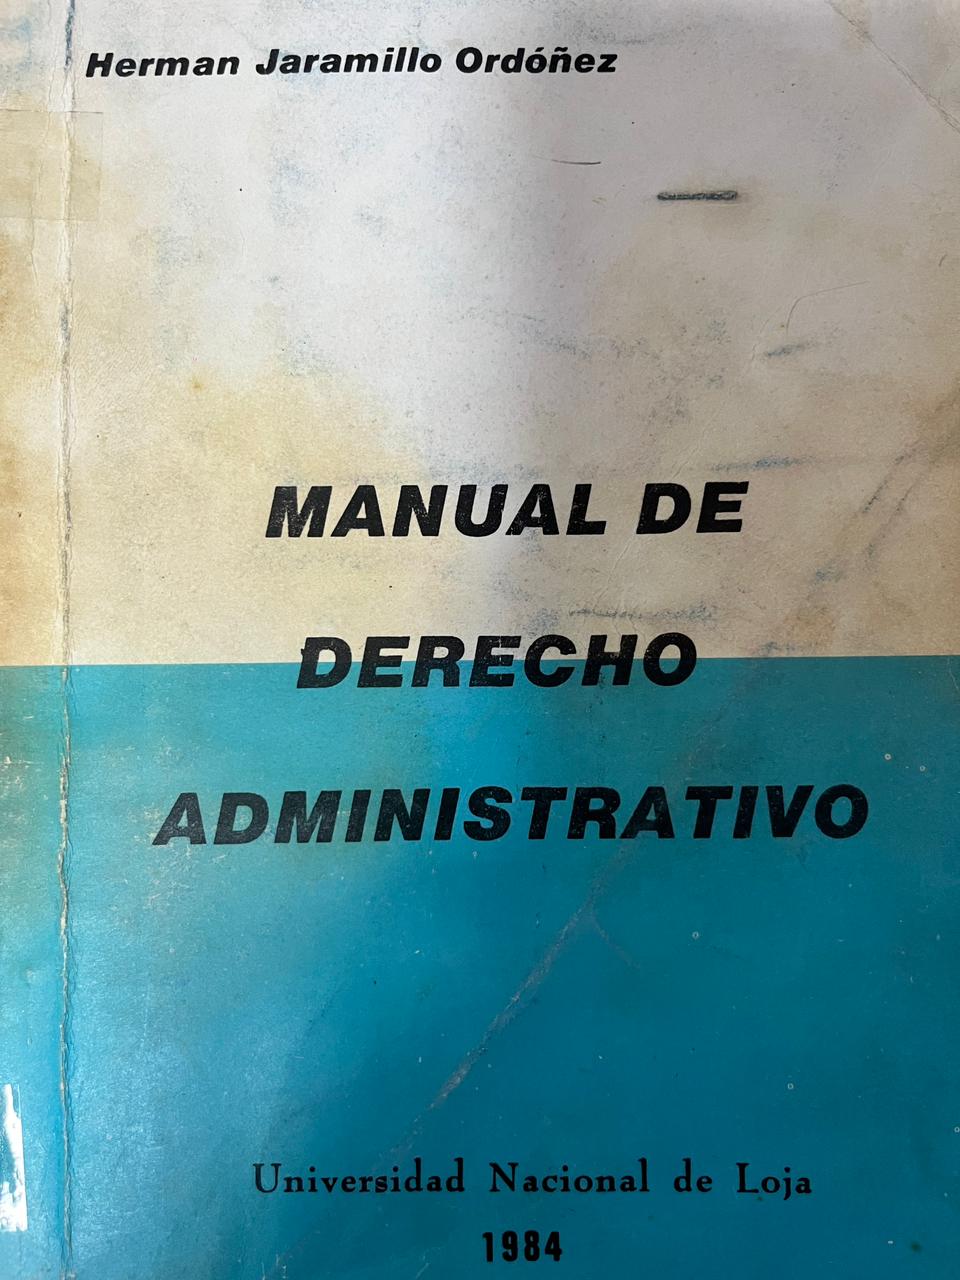 Herman Jaramillo Ordóñez
MANUAL DE
DERECHO
ADMINISTRATIVO
Universidad Nacional de Loja
1984